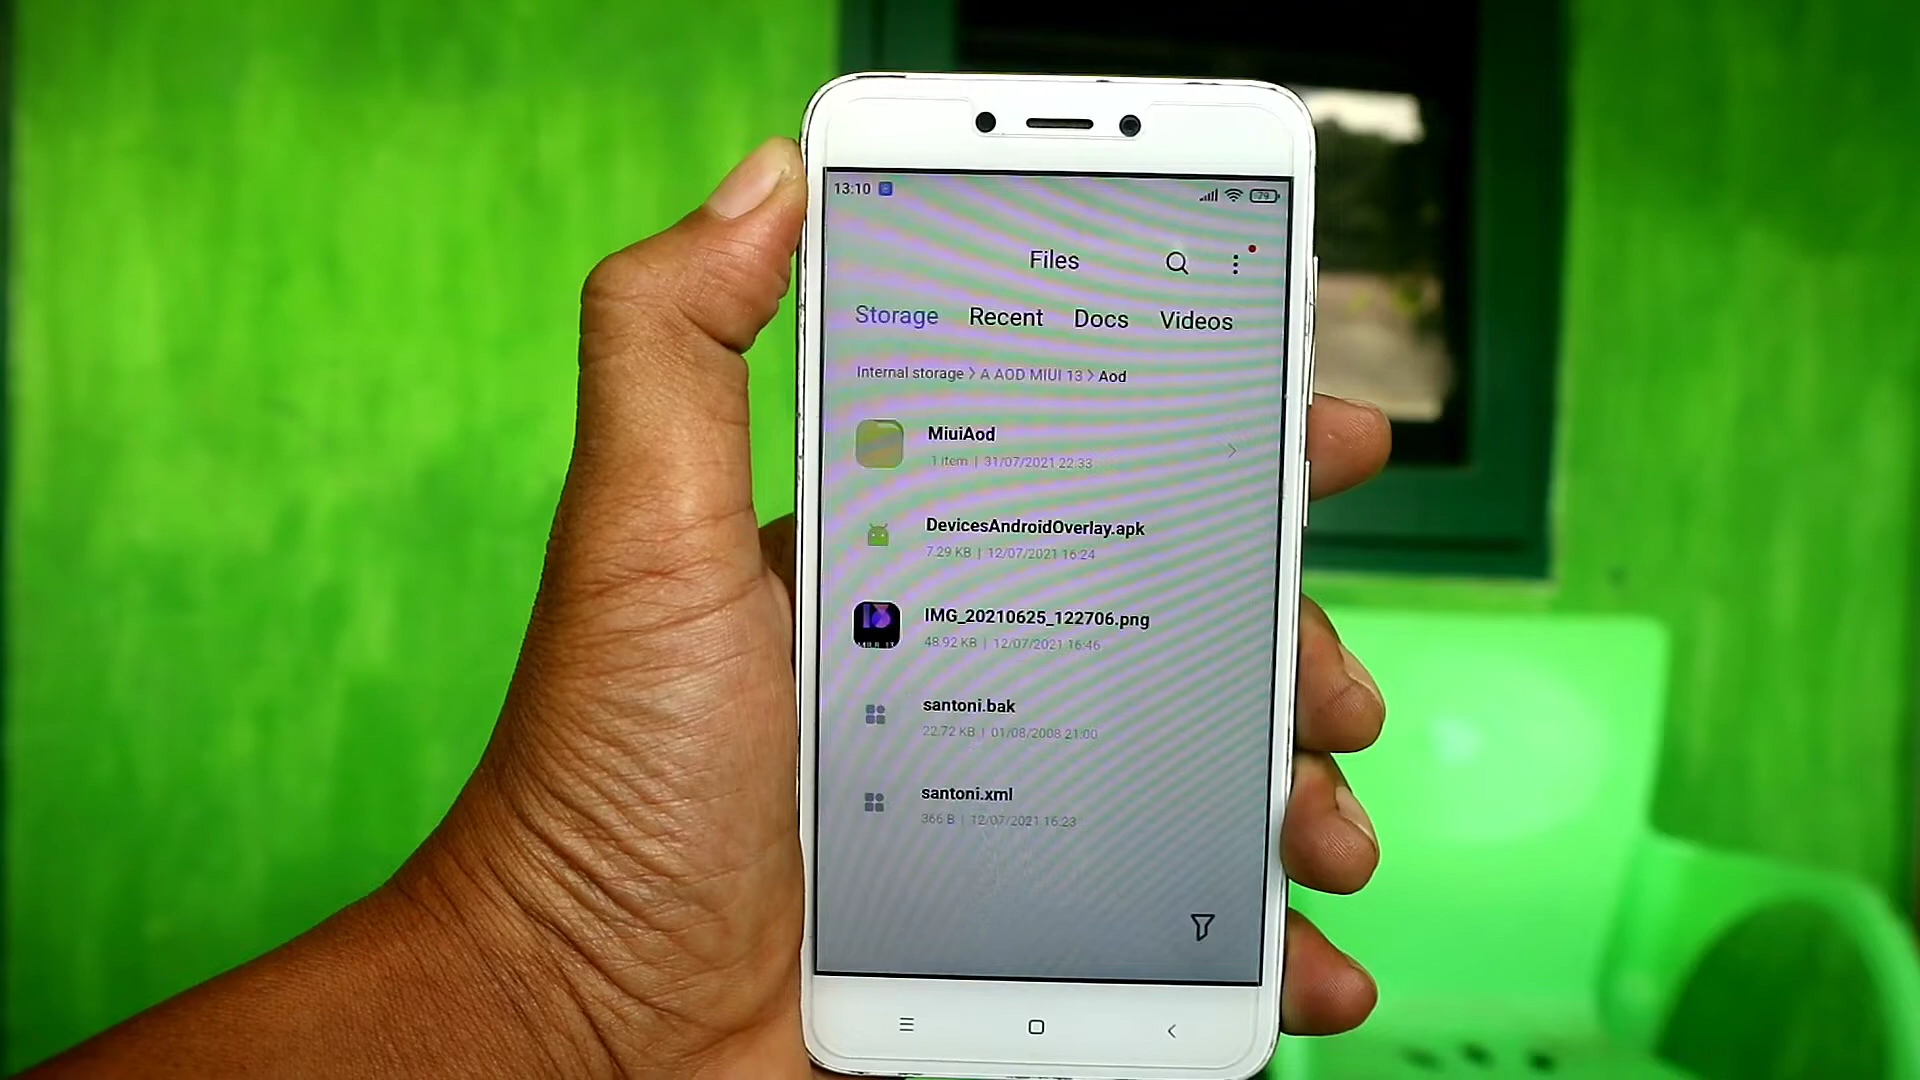 13:10
79
Files
Storage Recent Docs Videos
Internal storage > A AOD MIUI 13 > Aod
MiuiAod
1 item | 31/07/2021 22:33
DevicesAndroidOverlay.apk
7.29 KB | 12/07/2021 16:24
IMG_20210625_122706.png
48.92 KB | 12/07/2021 16:46
santoni.bak
22.72 KB | 01/08/2008 21:00
santoni.xml
366 B | 12/07/2021 16:23